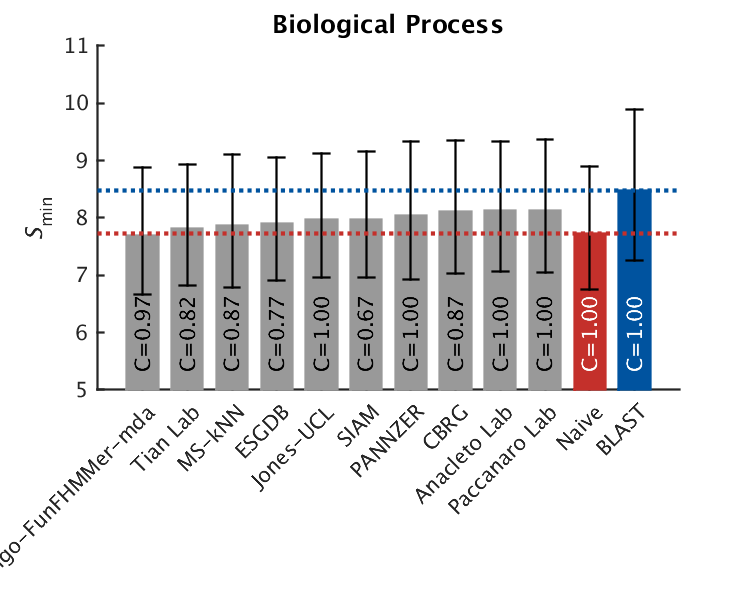 Biological Process
11
10
9
8
7
6
5
Smin
C=0.97
C=0.82
C=0.87
C=0.77
C=1.00
C=0.67
C=1.00
C=0.87
C=1.00
C=1.00
C=1.00
C=1.00
go-FunFHMMer-mda
Tian Lab
MS-kNN
ESGDB
Jones-UCL
SIAM
PANNZER
CBRG
Anacleto Lab
Paccanaro Lab
Naive
BLAST